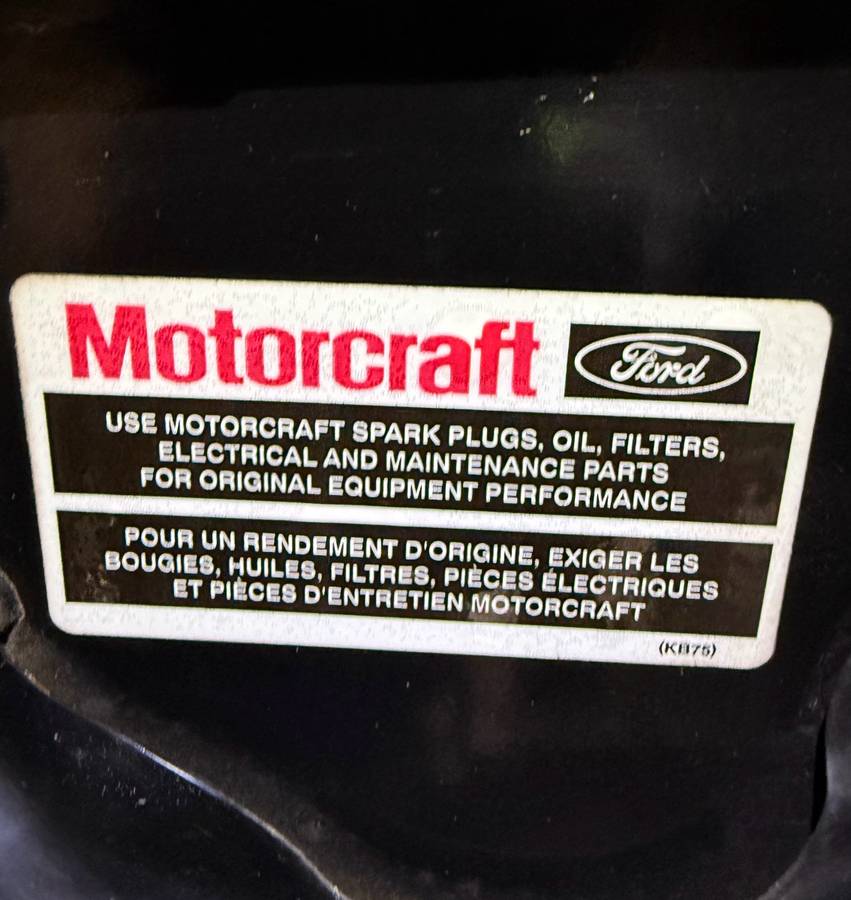 Motorcraft Ford
USE MOTORCRAFT SPARK PLUGS, OIL, FILTERS,
ELECTRICAL AND MAINTENANCE PARTS
FOR ORIGINAL EQUIPMENT PERFORMANCE
POUR UN RENDEMENT D'ORIGINE, EXIGER LES
BOUGIES, HUILES, FILTRES, PIÈCES ÉLECTRIQUES
ET PIÈCES D'ENTRETIEN MOTORCRAFT
(KB75)